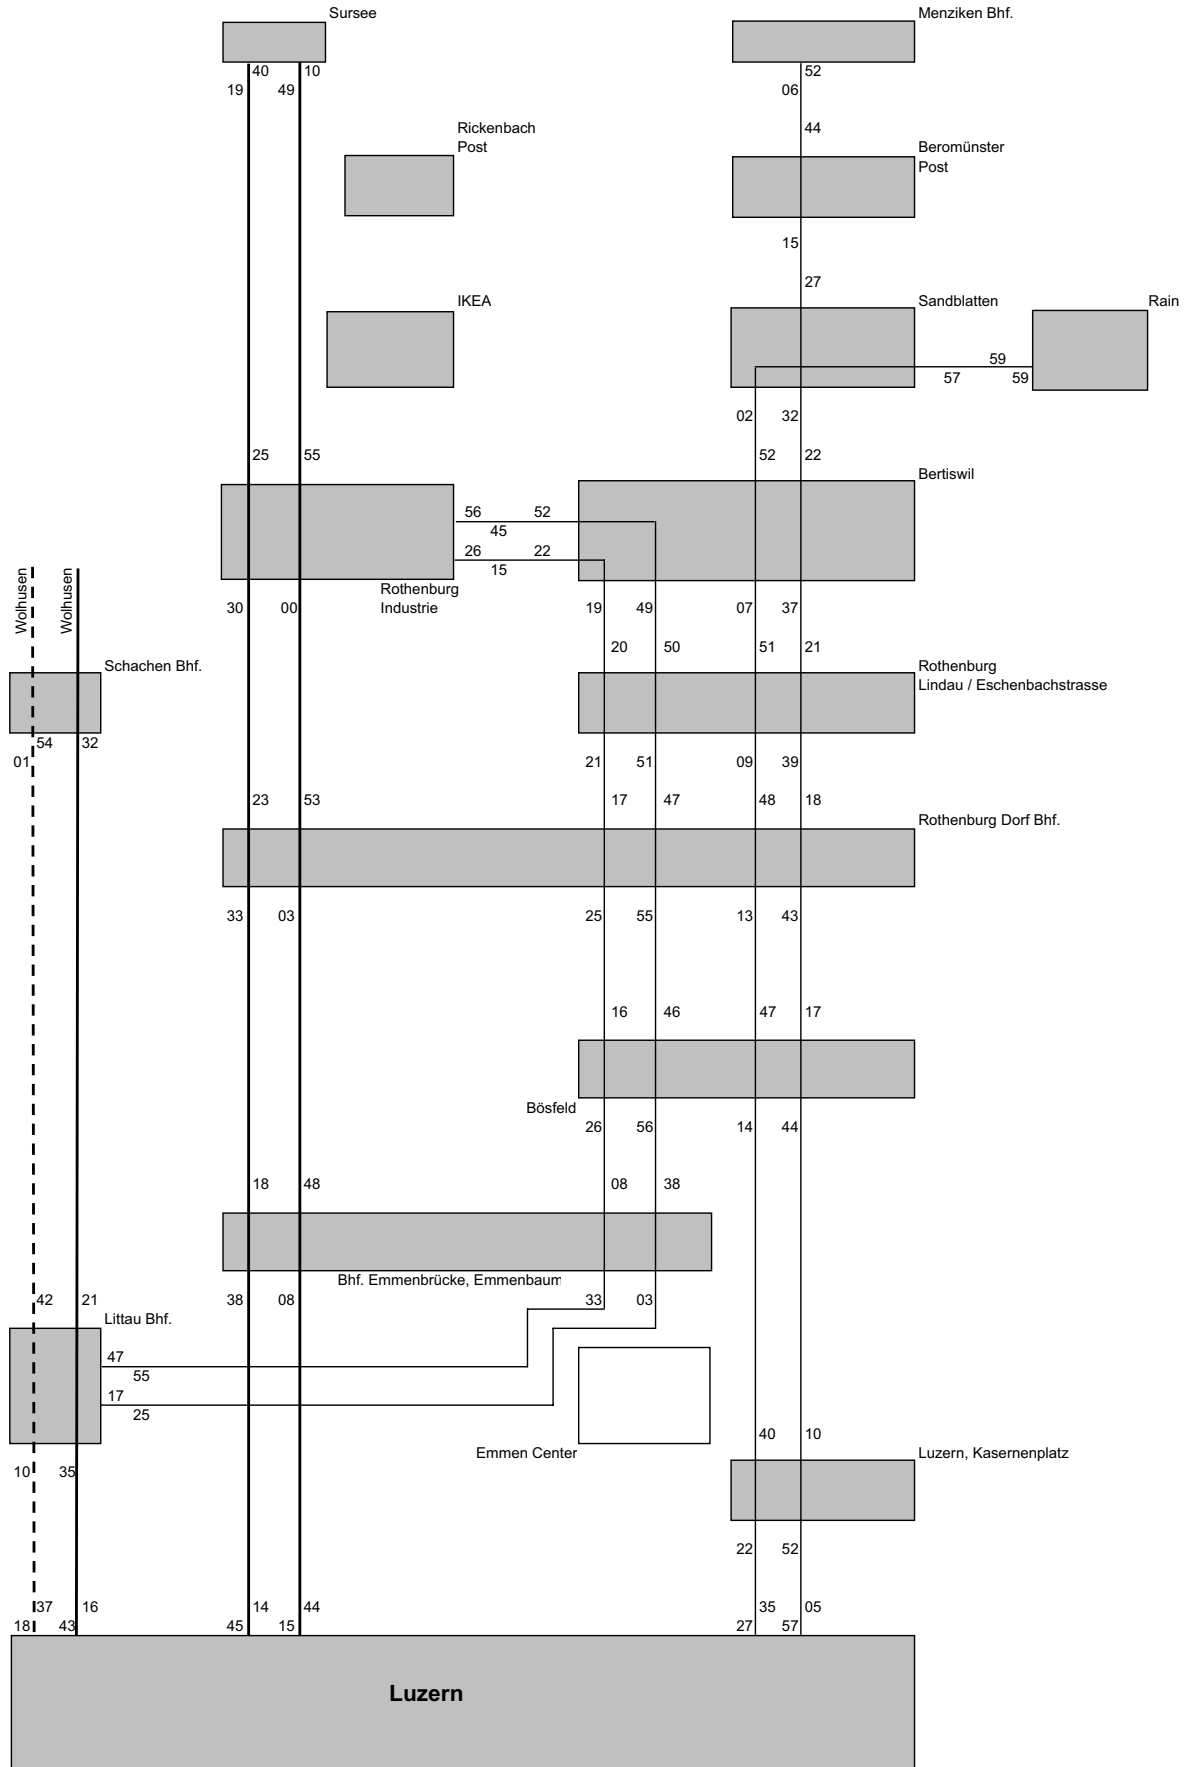 Sursee
Menziken Bhf.
40 10 52
19 49 06
Rickenbach
Post
44
Beromünster
Post
15
27
IKEA
Sandblatten
Rain
59
57 59
02 32
25 55 52 22
Bertiswil
56 52
45
26 22
15
Wolhusen
Wolhusen
Rothenburg
Industrie
30 00 19 49 07 37
20 50 51 21
Schachen Bhf.
Rothenburg
Lindau / Eschenbachstrasse
54 32
01 21 51 09 39
23 53 17 47 48 18
Rothenburg Dorf Bhf.
33 03 25 55 13 43
16 46 47 17
Bösfeld
26 56 14 44
18 48 08 38
Bhf. Emmenbrücke, Emmenbaum
42 21 38 08 33 03
Littau Bhf.
47
55
17
25
40 10
Emmen Center
Luzern, Kasernenplatz
10 35
22 52
37 16 14 44 35 05
18 43 45 15 27 57
Luzern